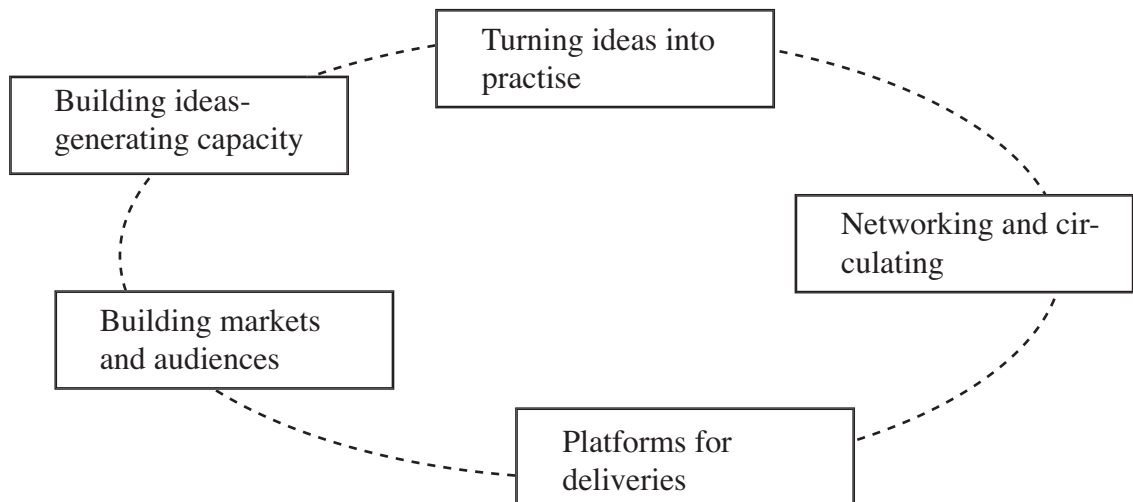 Turning ideas into
practise
Building ideas-
generating capacity
Networking and cir-
culating
Building markets
and audiences
Platforms for
deliveries